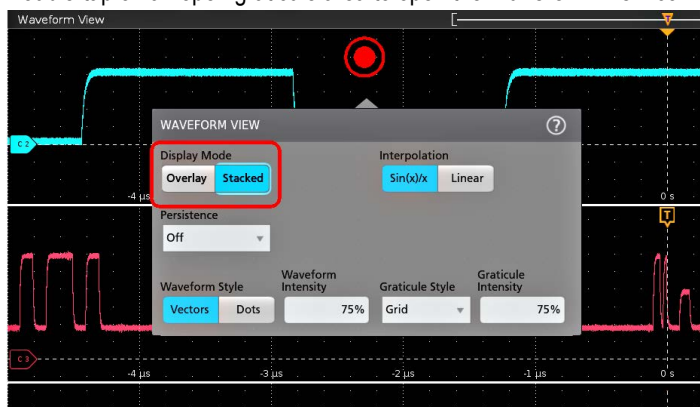 Waveform View
T
WAVEFORM VIEW
?
C 2
Display Mode
Interpolation
Overlay Stacked
Sin(x)/x Linear
-4 µs
0 s
Persistence
T
Off
Waveform Style
Waveform Intensity
Graticule Style
Graticule Intensity
Vectors Dots
75%
Grid
75%
C 3
-4 µs -3 µs -2 µs -1 µs 0 s